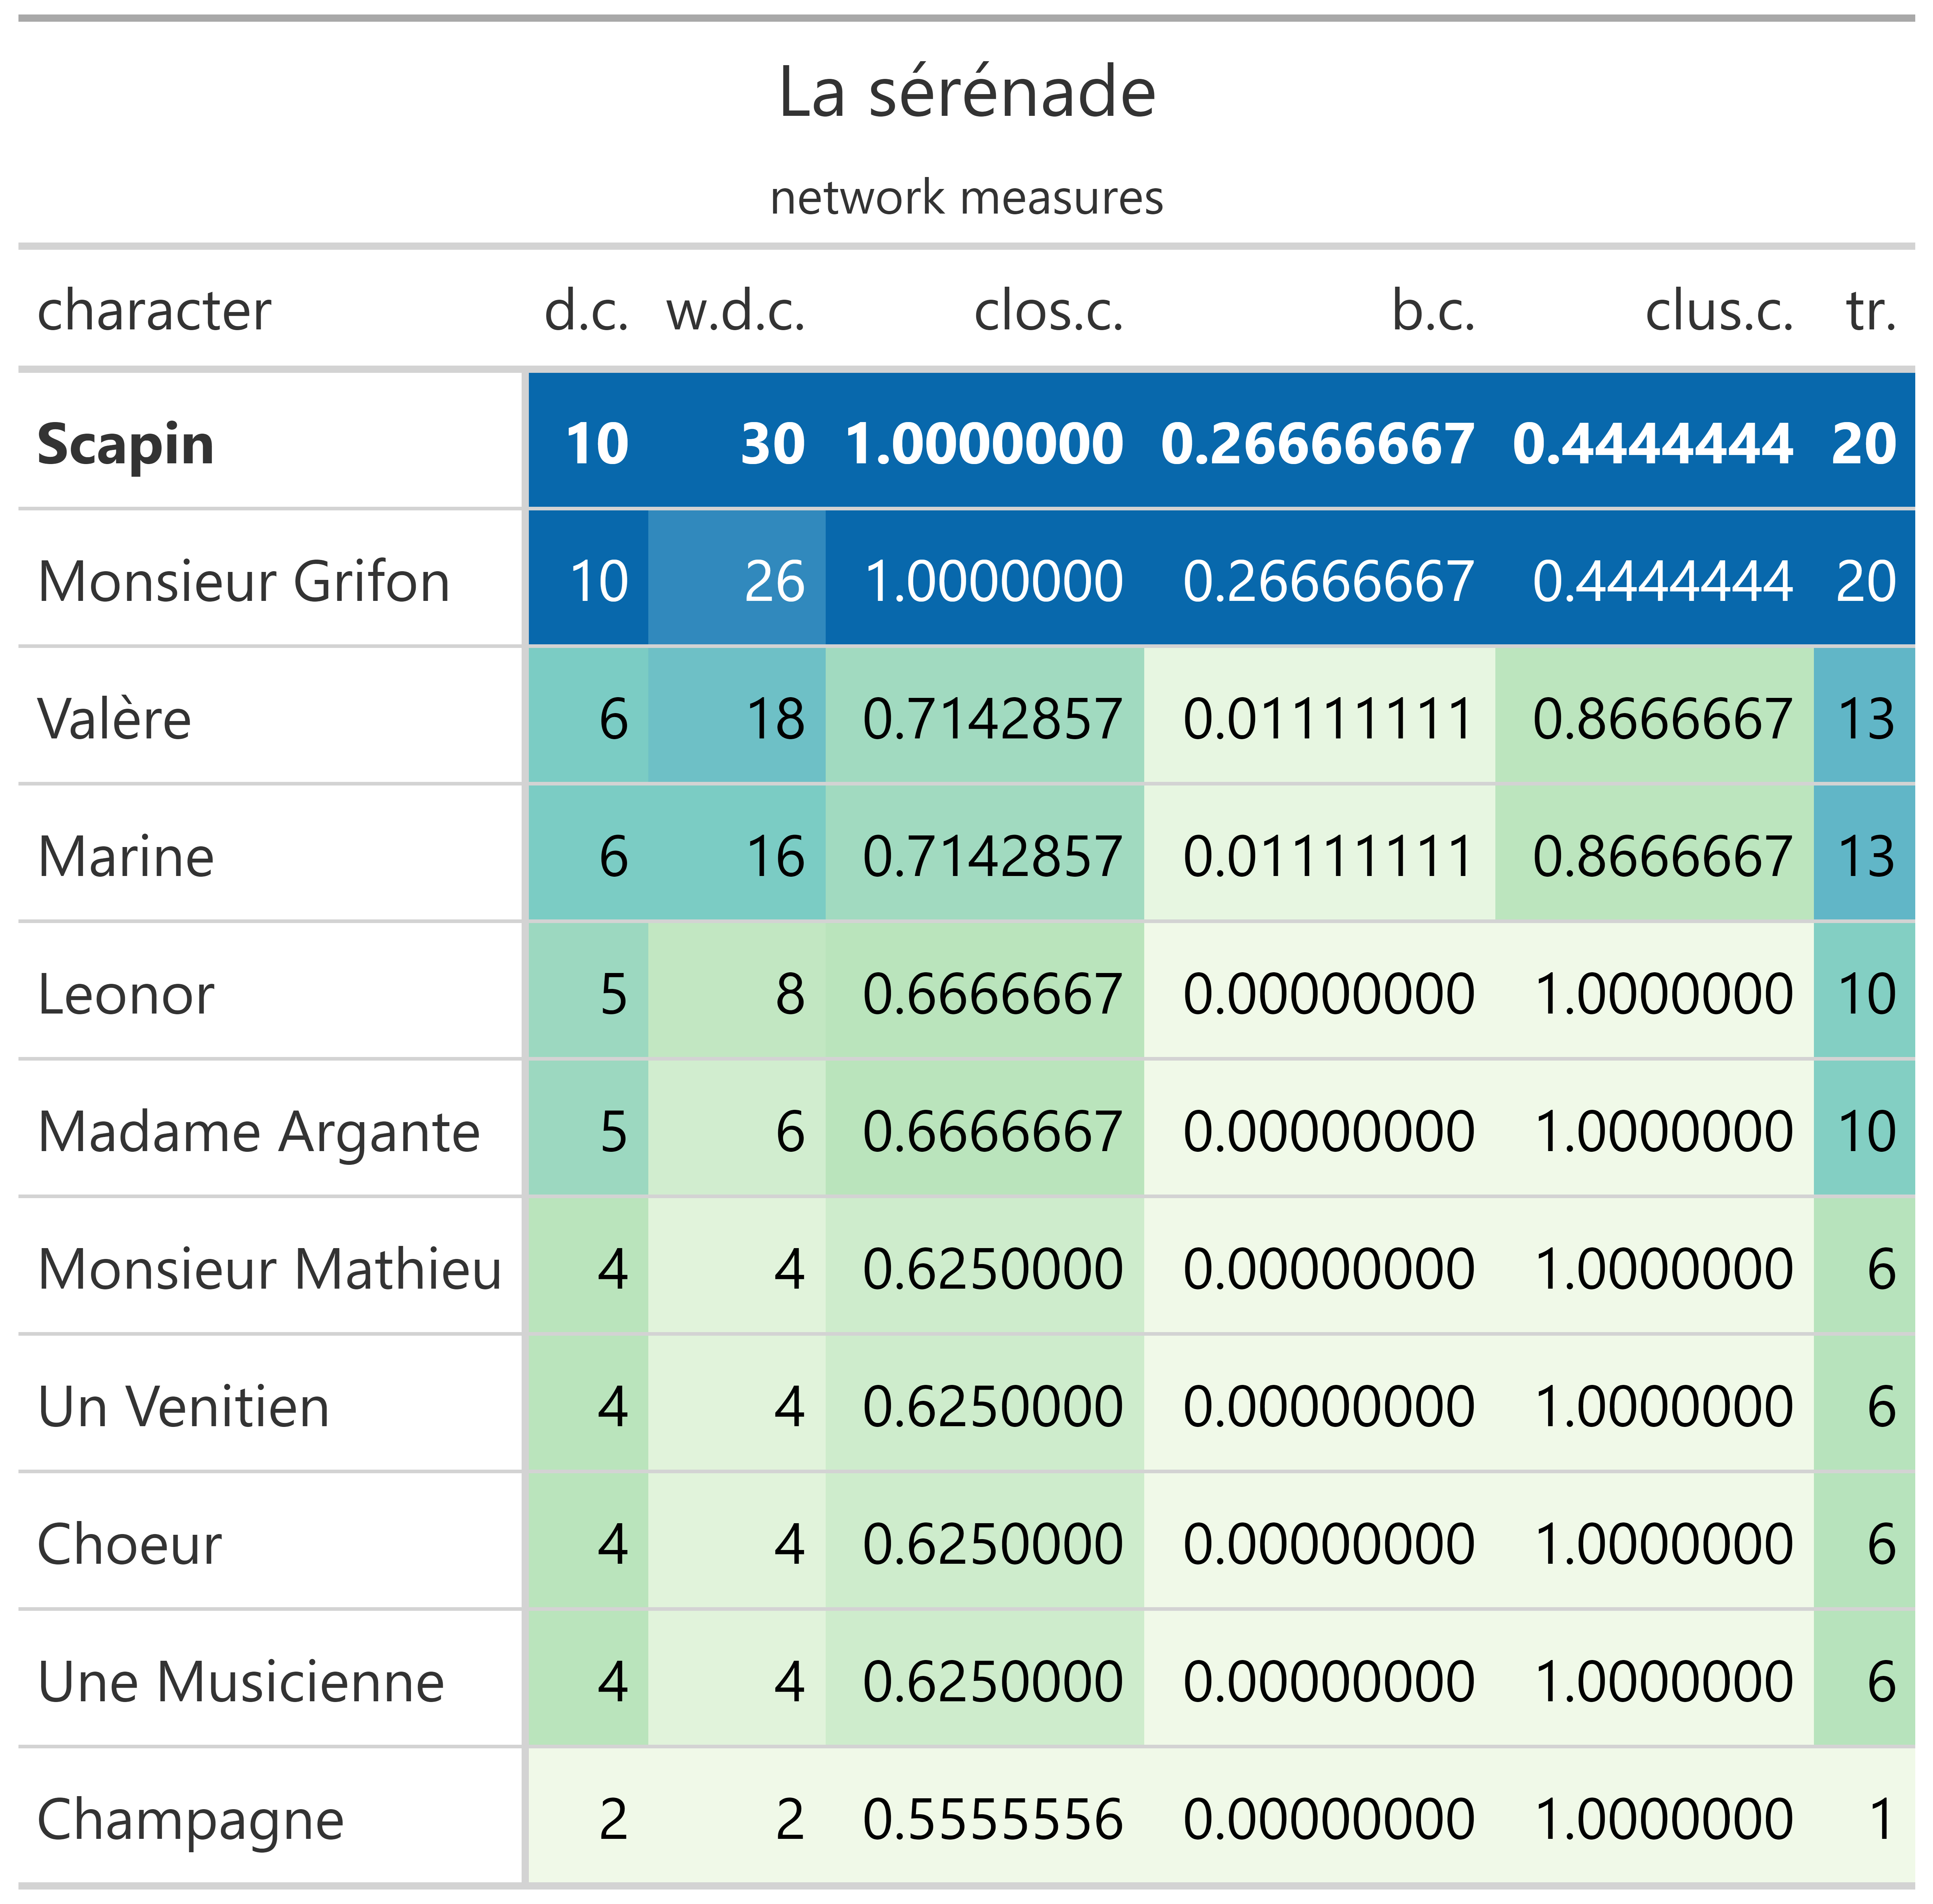 La sérénade
network measures
character d.c. w.d.c. clos.c. b.c. clus.c. tr.
Scapin 10 30 1.0000000 0.26666667 0.4444444 20
Monsieur Grifon 10 26 1.0000000 0.26666667 0.4444444 20
Valère 6 18 0.7142857 0.01111111 0.8666667 13
Marine 6 16 0.7142857 0.01111111 0.8666667 13
Leonor 5 8 0.6666667 0.00000000 1.0000000 10
Madame Argante 5 6 0.6666667 0.00000000 1.0000000 10
Monsieur Mathieu 4 4 0.6250000 0.00000000 1.0000000 6
Un Venitien 4 4 0.6250000 0.00000000 1.0000000 6
Choeur 4 4 0.6250000 0.00000000 1.0000000 6
Une Musicienne 4 4 0.6250000 0.00000000 1.0000000 6
Champagne 2 2 0.5555556 0.00000000 1.0000000 1